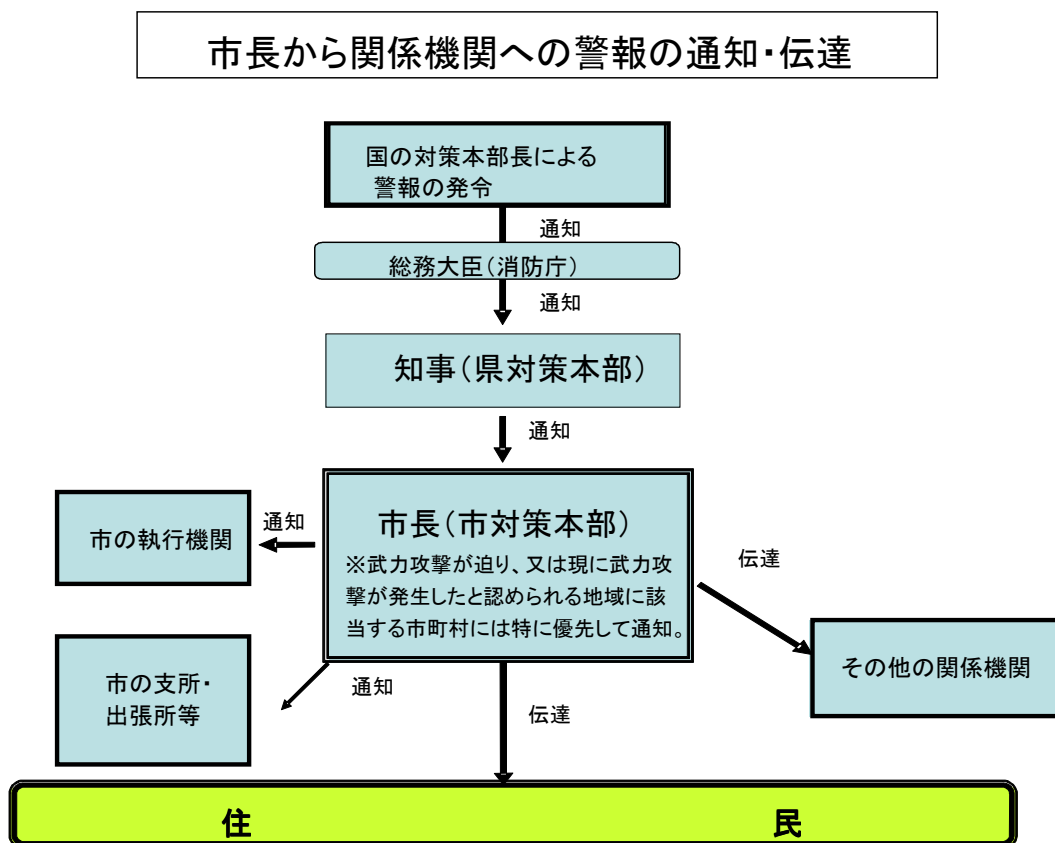 市長から関係機関への警報の通知・伝達
国の対策本部長による
警報の発令
通知
総務大臣(消防庁)
通知
知事(県対策本部)
通知
市長(市対策本部)
※武力攻撃が迫り、又は現に武力攻
撃が発生したと認められる地域に該
当する市町村には特に優先して通知。
通知
市の執行機関
伝達
その他の関係機関
通知
市の支所・
出張所等
伝達
住民